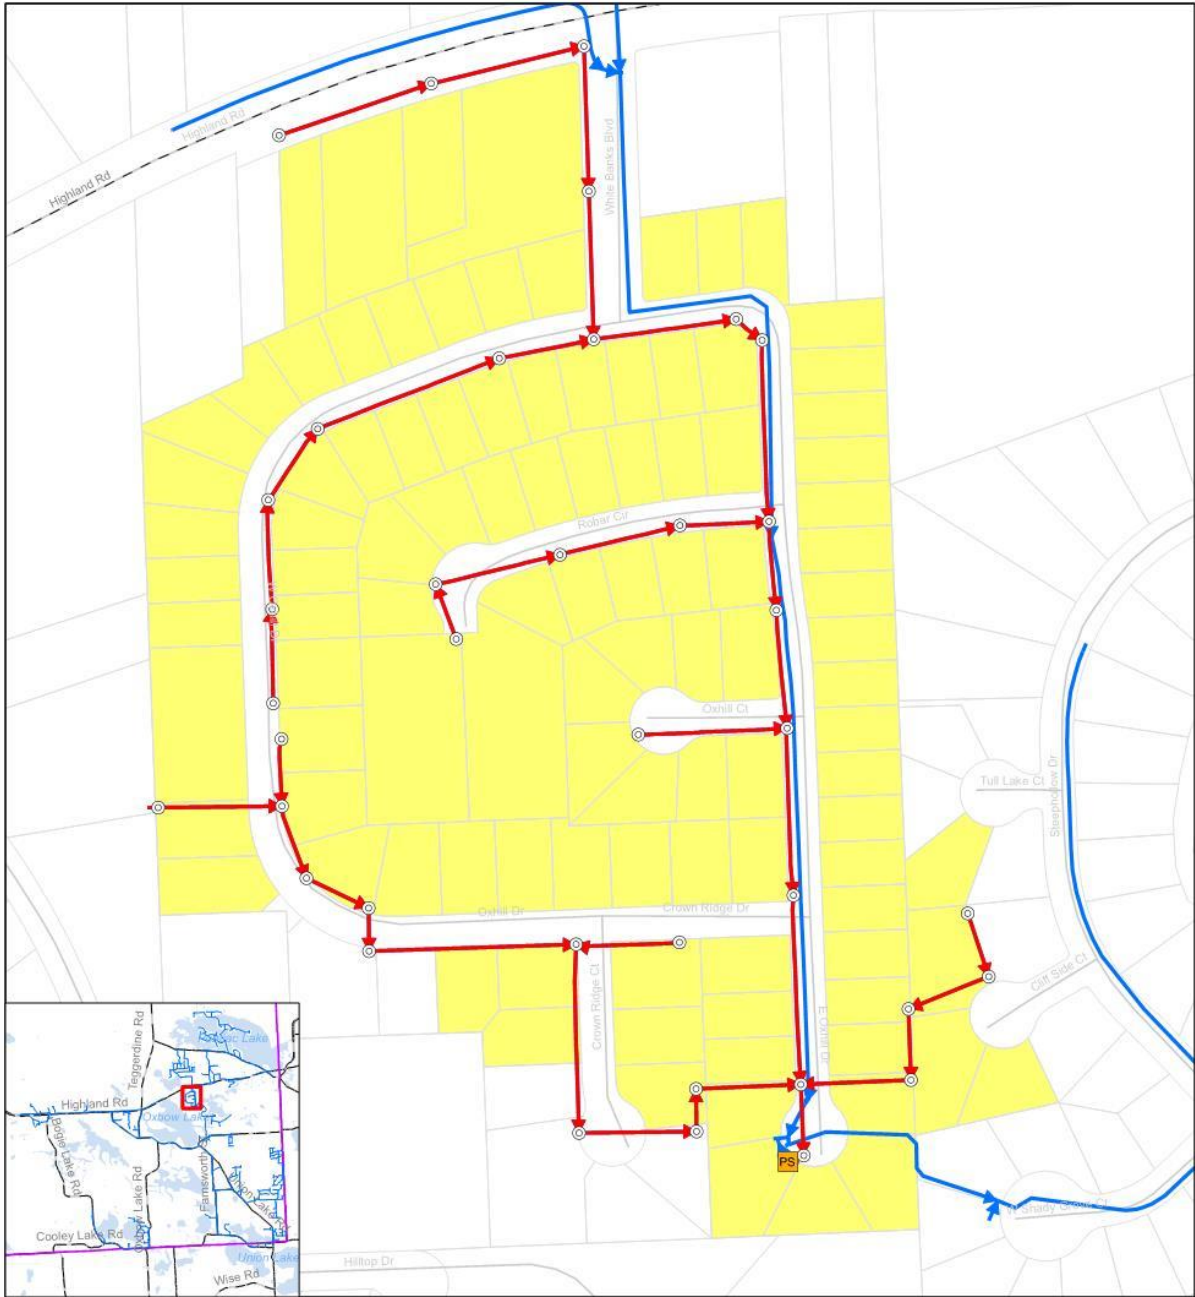 Highland Rd
Highland Rd
White Banks Blvd
Robar Cir
Oxhill Ct
Tull Lake Ct
Steephollow Dr
Oxhill Dr
Crown Ridge Dr
Cliff Side Ct
Crown Ridge Ct
E Oxhill Dr
PS
W Shady Grove Ct
Hilltop Dr
Teggerdine Rd
Highland Rd
Oxbow Lake
Bogie Lake Rd
Oxbow Lake Rd
Farnsworth
Union Lake Rd
Cooley Lake Rd
Union Lake
Wise Rd